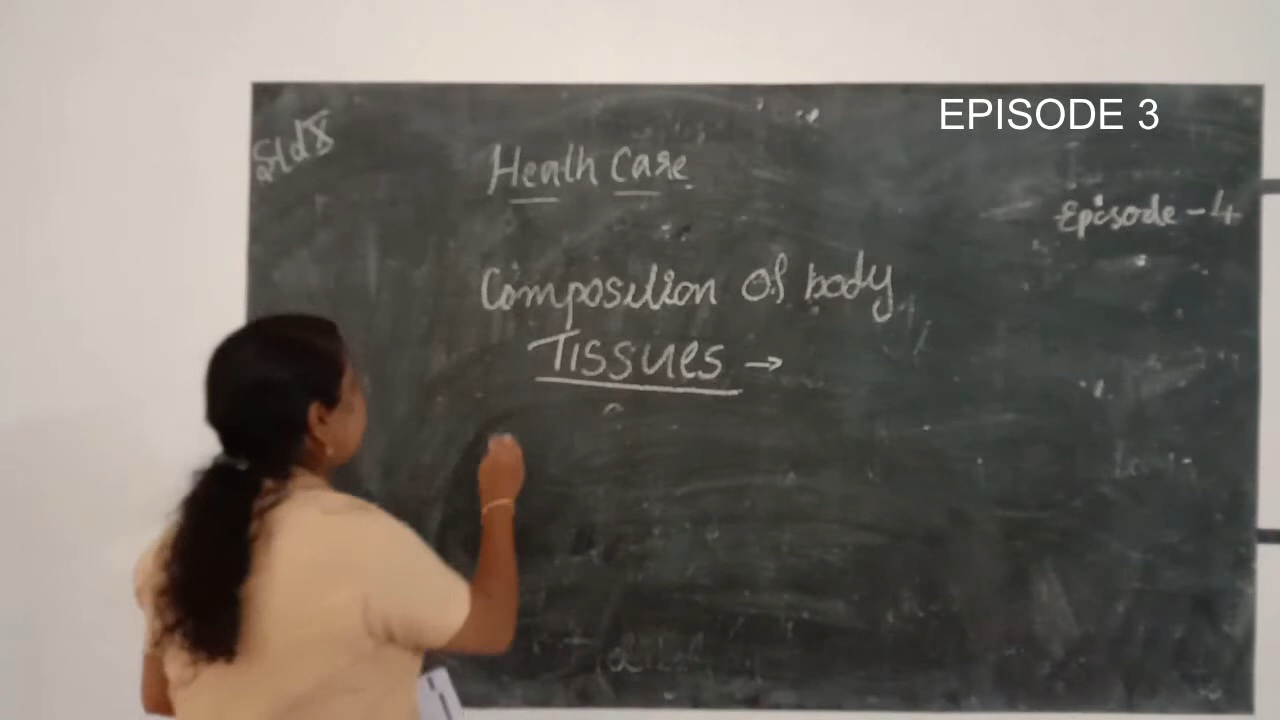 EPISODE 3
Std 8
Health Care
Episode - 4
Composition of body
Tissues →